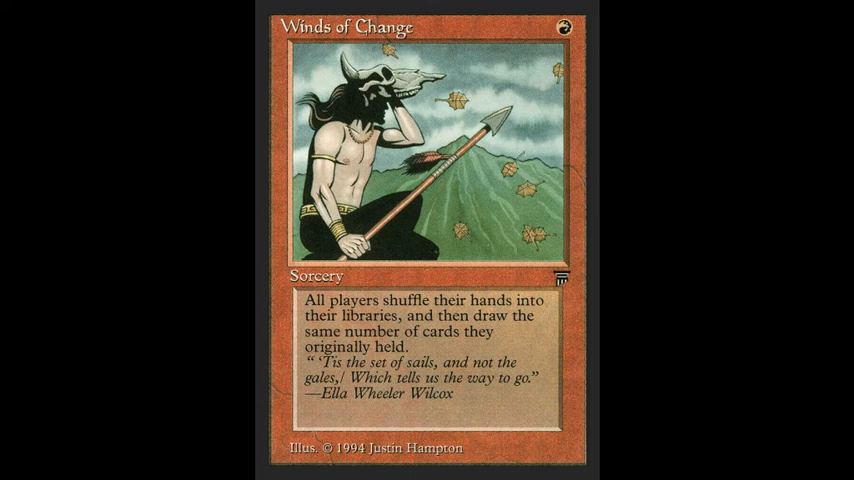 Winds of Change
Sorcery
All players shuffle their hands into
their libraries, and then draw the
same number of cards they
originally held.
“ ‘Tis the set of sails, and not the
gales,/ Which tells us the way to go.”
—Ella Wheeler Wilcox
Illus. © 1994 Justin Hampton